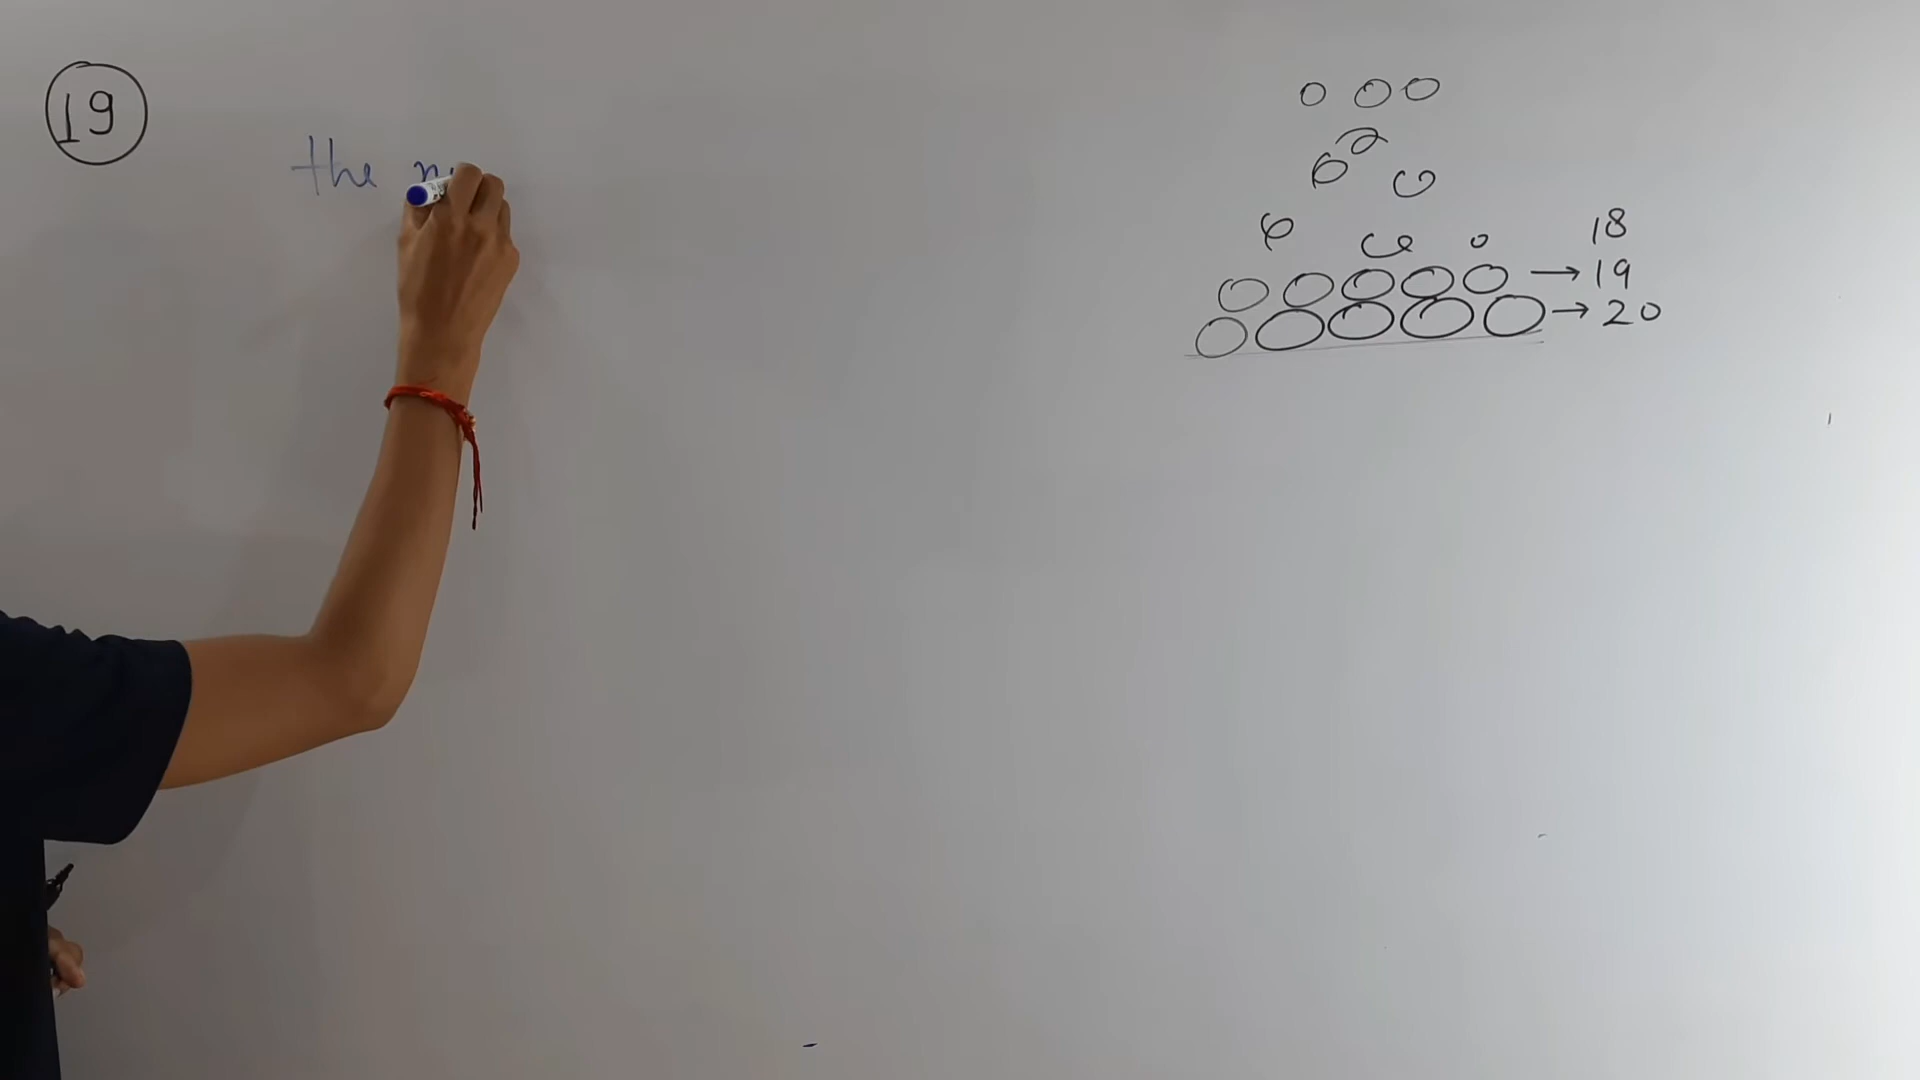 19
the
18
→ 19
→ 20